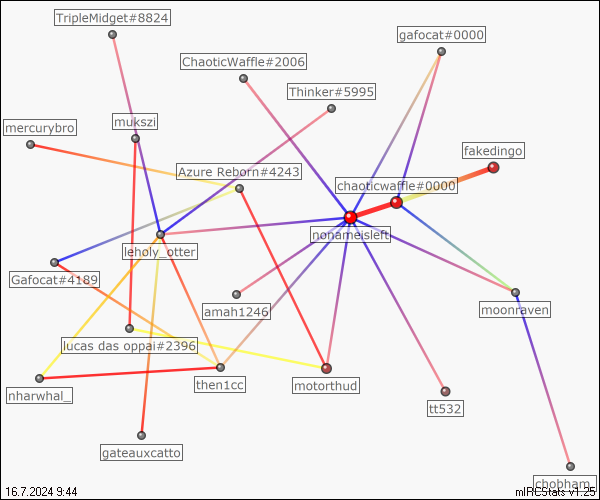 TripleMidget#8824
gafocat#0000
ChaoticWaffle#2006
Thinker#5995
mercurybro
mukszi
fakedingo
Azure Reborn#4243
chaoticwaffle#0000
nonameisleft
leholy_otter
Gafocat#4189
amah1246
moonraven
lucas das oppai#2396
then1cc
motorthud
nharwhal_
tt532
gateauxcatto
chobham_
16.7.2024 9:44
mIRCStats v1.25